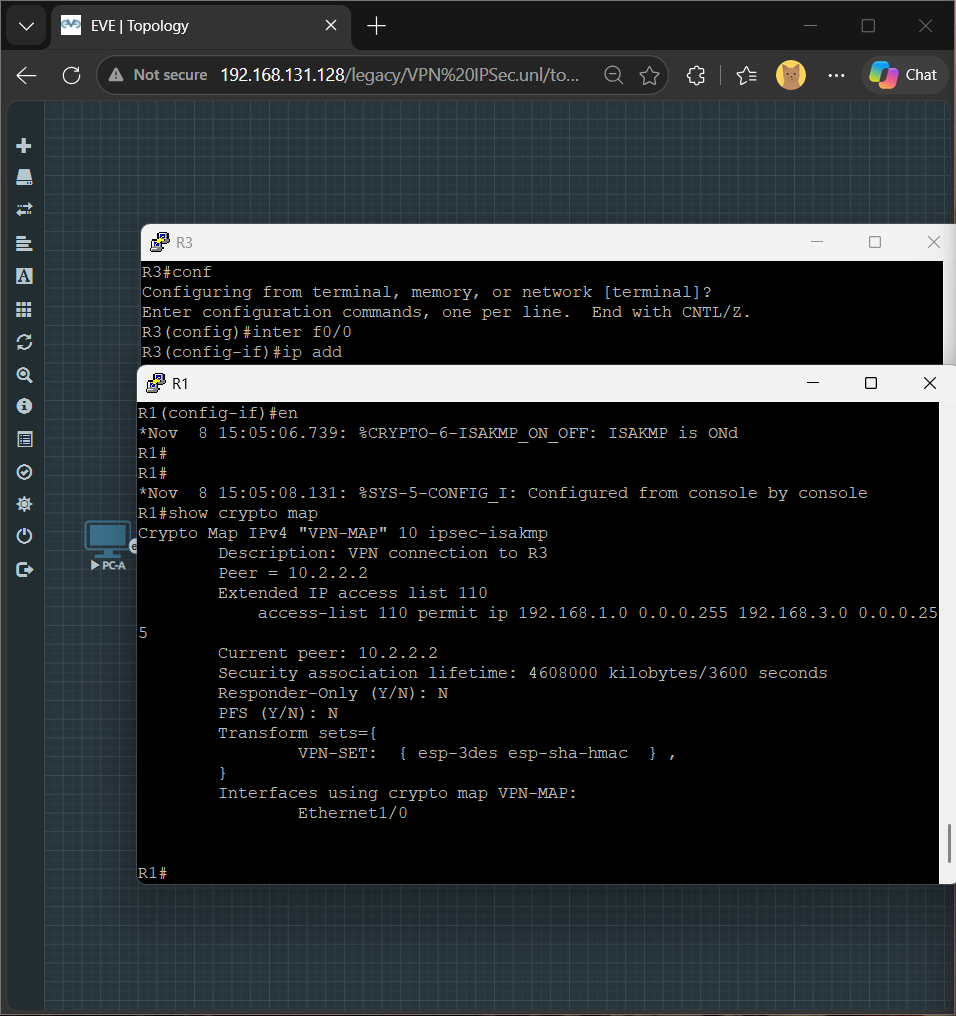 EVE | Topology
Not secure 192.168.131.128/legacy/VPN%20IPSec.unl/to...
Chat
A
R3
R3#conf
Configuring from terminal, memory, or network [terminal]?
Enter configuration commands, one per line.  End with CNTL/Z.
R3(config)#inter f0/0
R3(config-if)#ip add
R1
R1(config-if)#en
*Nov  8 15:05:06.739: %CRYPTO-6-ISAKMP_ON_OFF: ISAKMP is ONd
R1#
R1#
*Nov  8 15:05:08.131: %SYS-5-CONFIG_I: Configured from console by console
R1#show crypto map
Crypto Map IPv4 "VPN-MAP" 10 ipsec-isakmp
        Description: VPN connection to R3
        Peer = 10.2.2.2
        Extended IP access list 110
            access-list 110 permit ip 192.168.1.0 0.0.0.255 192.168.3.0 0.0.0.25
5
        Current peer: 10.2.2.2
        Security association lifetime: 4608000 kilobytes/3600 seconds
        Responder-Only (Y/N): N
        PFS (Y/N): N
        Transform sets={
                VPN-SET:  { esp-3des esp-sha-hmac  } ,
        }
        Interfaces using crypto map VPN-MAP:
                Ethernet1/0
R1#
PC-A